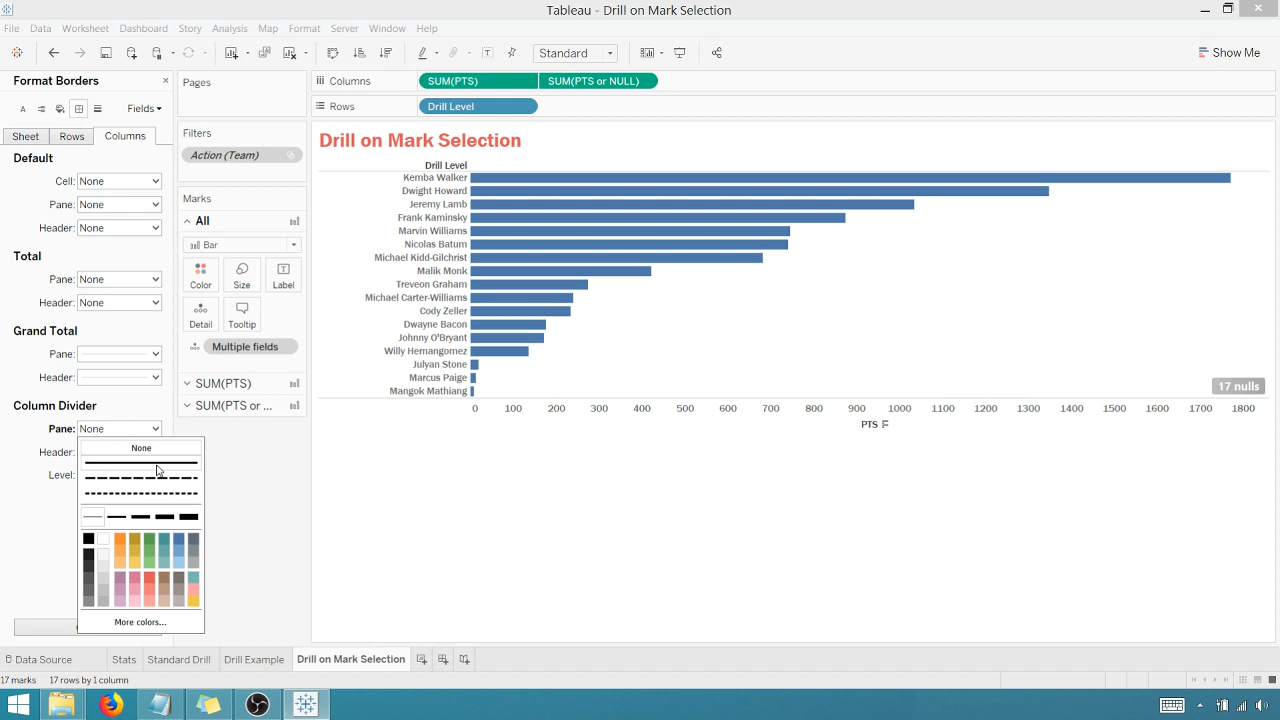 Tableau - Drill on Mark Selection
File Data Worksheet Dashboard Story Analysis Map Format Server Window Help
Standard
Show Me
Format Borders
Fields
Sheet Rows Columns
Default
Cell: None
Pane: None
Header: None
Total
Pane: None
Header: None
Grand Total
Pane:
Header:
Column Divider
Pane: None
Header:
Level:
None
More colors...
Pages
Filters
Action (Team)
Marks
All
Bar
Color Size Label
Detail Tooltip
Multiple fields
SUM(PTS)
SUM(PTS or ...
Columns SUM(PTS) SUM(PTS or NULL)
Rows Drill Level
Drill on Mark Selection
Drill Level
Kemba Walker
Dwight Howard
Jeremy Lamb
Frank Kaminsky
Marvin Williams
Nicolas Batum
Michael Kidd-Gilchrist
Malik Monk
Treveon Graham
Michael Carter-Williams
Cody Zeller
Dwayne Bacon
Johnny O'Bryant
Willy Hernangomez
Julyan Stone
Marcus Paige
Mangok Mathiang
17 nulls
0 100 200 300 400 500 600 700 800 900 1000 1100 1200 1300 1400 1500 1600 1700 1800
PTS
Data Source Stats Standard Drill Drill Example Drill on Mark Selection
17 marks 17 rows by 1 column